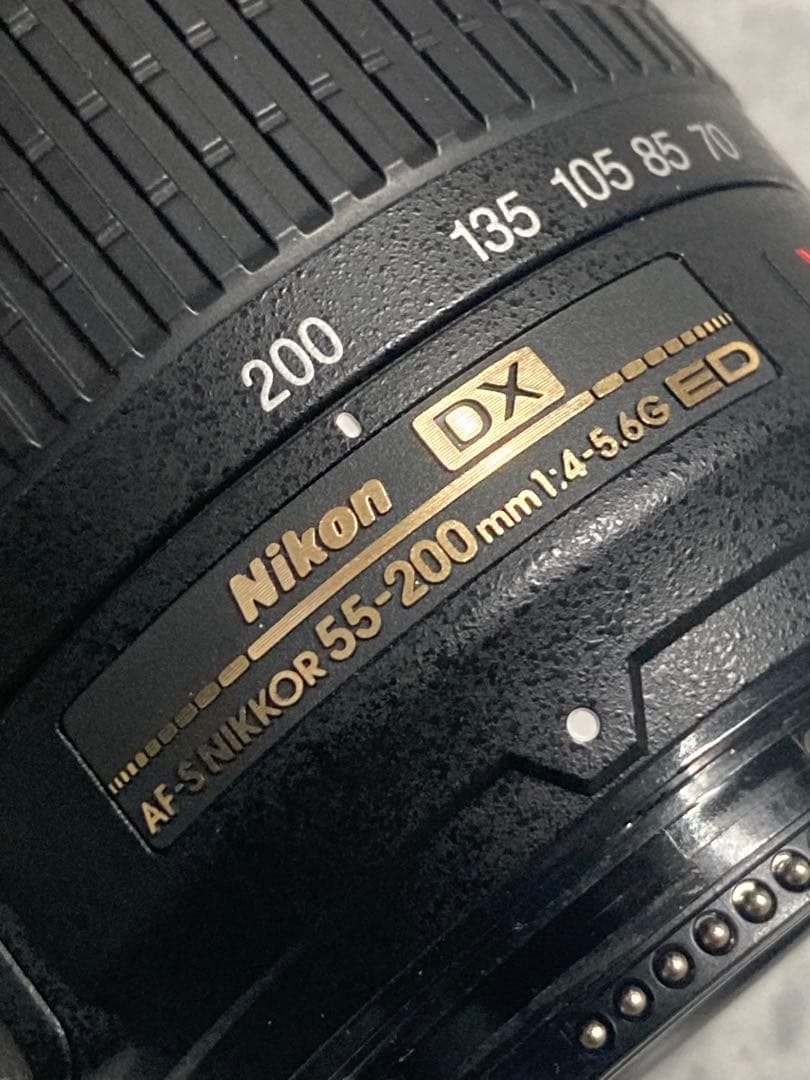 200 135 105 85 70
Nikon DX
AF-S NIKKOR 55-200mm 1:4-5.6G ED